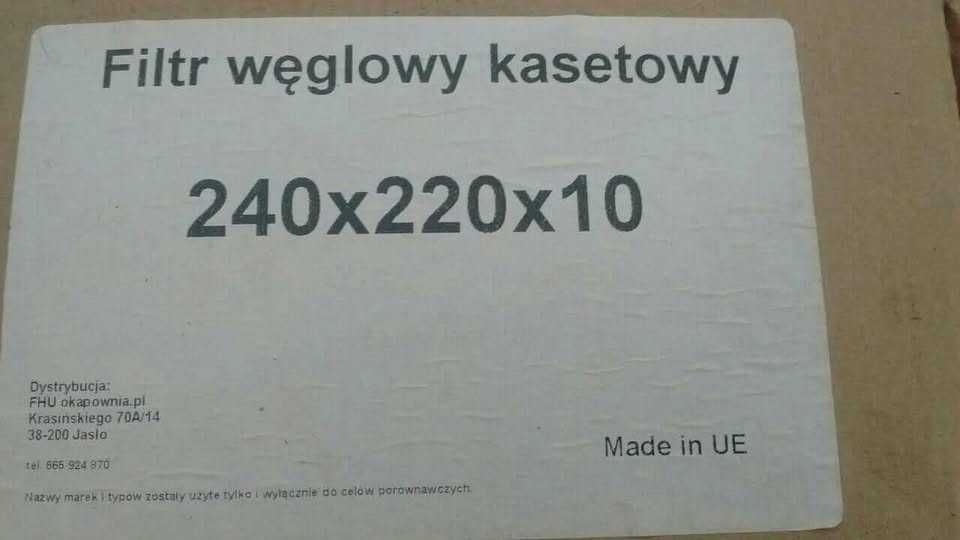 Filtr węglowy kasetowy
240x220x10
Dystrybucja:
FHU okapownia.pl
Krasińskiego 70A/14
38-200 Jasło
tel. 665 924 870
Made in UE
Nazwy marek i typów zostały użyte tylko i wyłącznie do celów porównawczych.